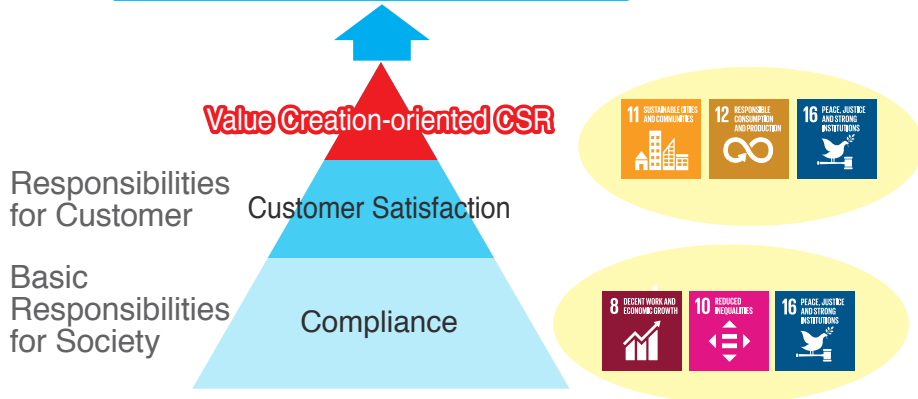 Value Creation-oriented CSR
11 SUSTAINABLE CITIES
AND COMMUNITIES
12 RESPONSIBLE
CONSUMPTION
AND PRODUCTION
16 PEACE, JUSTICE
AND STRONG
INSTITUTIONS
Responsibilities
for Customer
Customer Satisfaction
Basic
Responsibilities
for Society
Compliance
8 DECENT WORK AND
ECONOMIC GROWTH
10 REDUCED
INEQUALITIES
16 PEACE, JUSTICE
AND STRONG
INSTITUTIONS